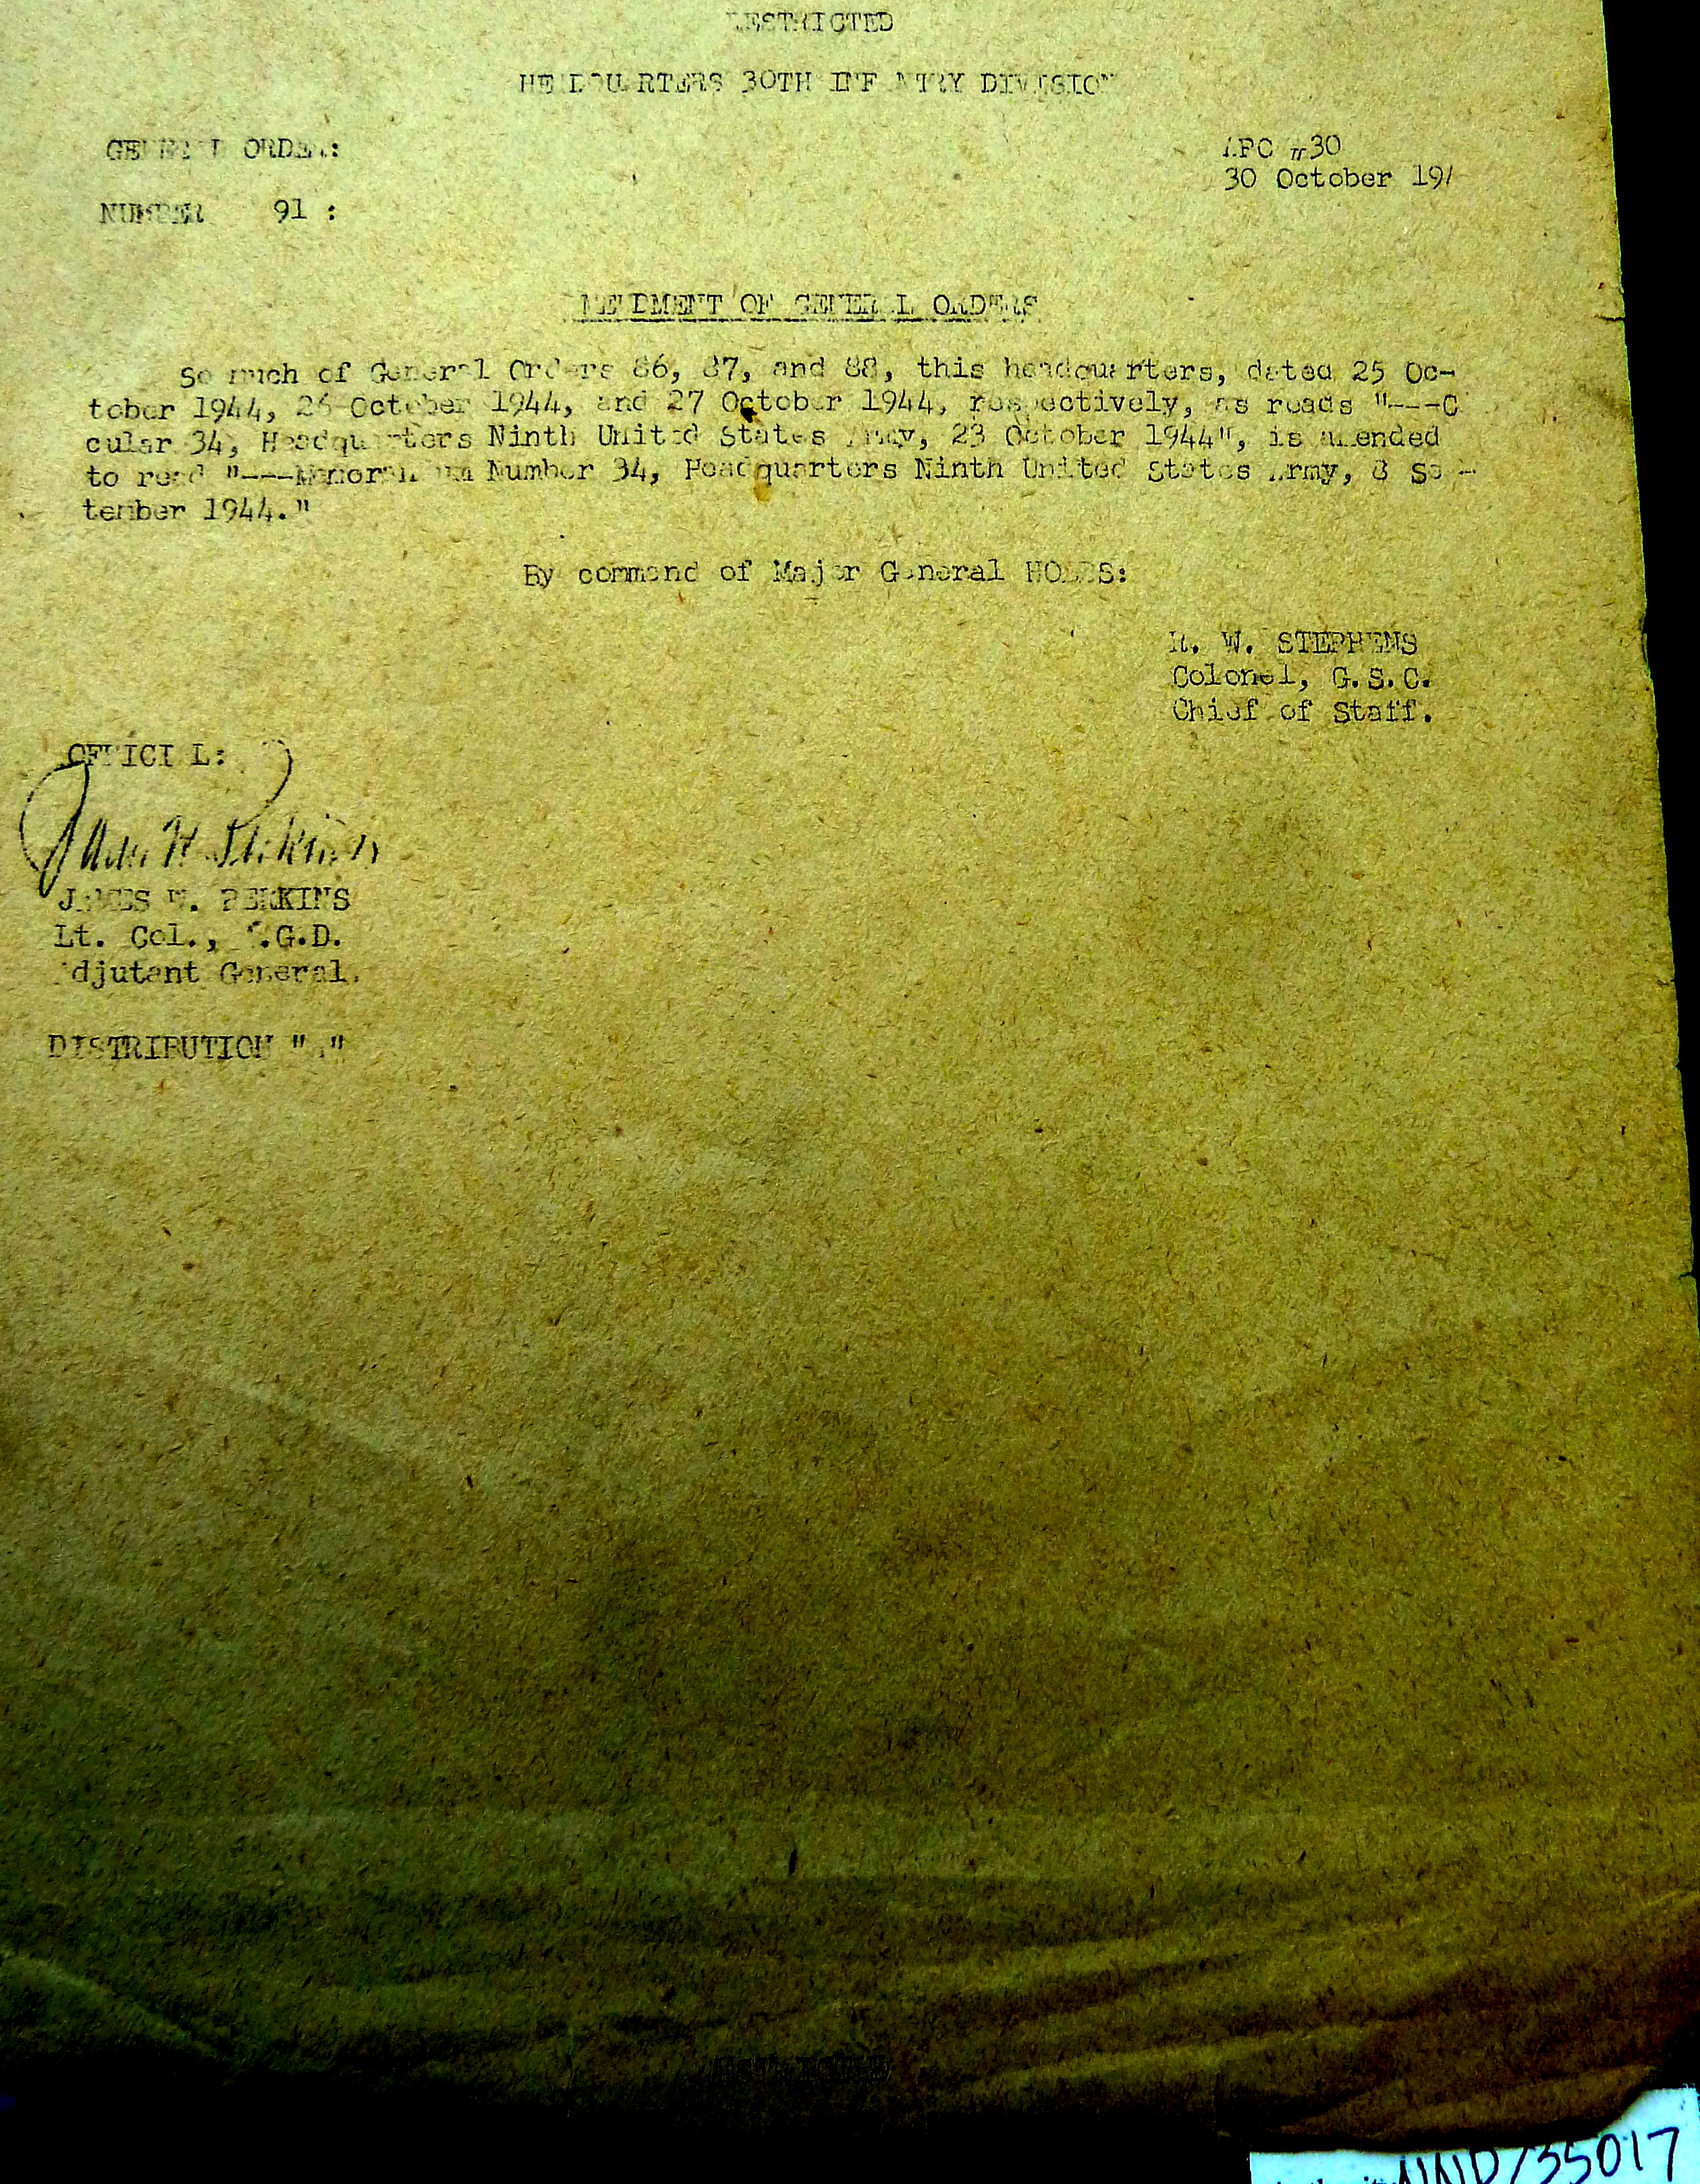 RESTRICTED
HEADQUARTERS 30TH INFANTRY DIVISION
GENERAL ORDERS:
APO #30
30 October 19
NUMBER 91 :
AMENDMENT OF GENERAL ORDERS
So much of General Orders 86, 87, and 88, this headquarters, dated 25 Oc-
tober 1944, 26 October 1944, and 27 October 1944, respectively, as reads "---C
cular 34, Headquarters Ninth United States Army, 23 October 1944", is amended
to read "---Memorandum Number 34, Headquarters Ninth United States Army, 8 Sep-
tember 1944."
By command of Major General HOBBS:
R. W. STEPHENS
Colonel, G.S.C.
Chief of Staff.
OFFICIAL:
James W. Perkins
JAMES W. PERKINS
Lt. Col., A.G.D.
Adjutant General.
DISTRIBUTION " "
735017